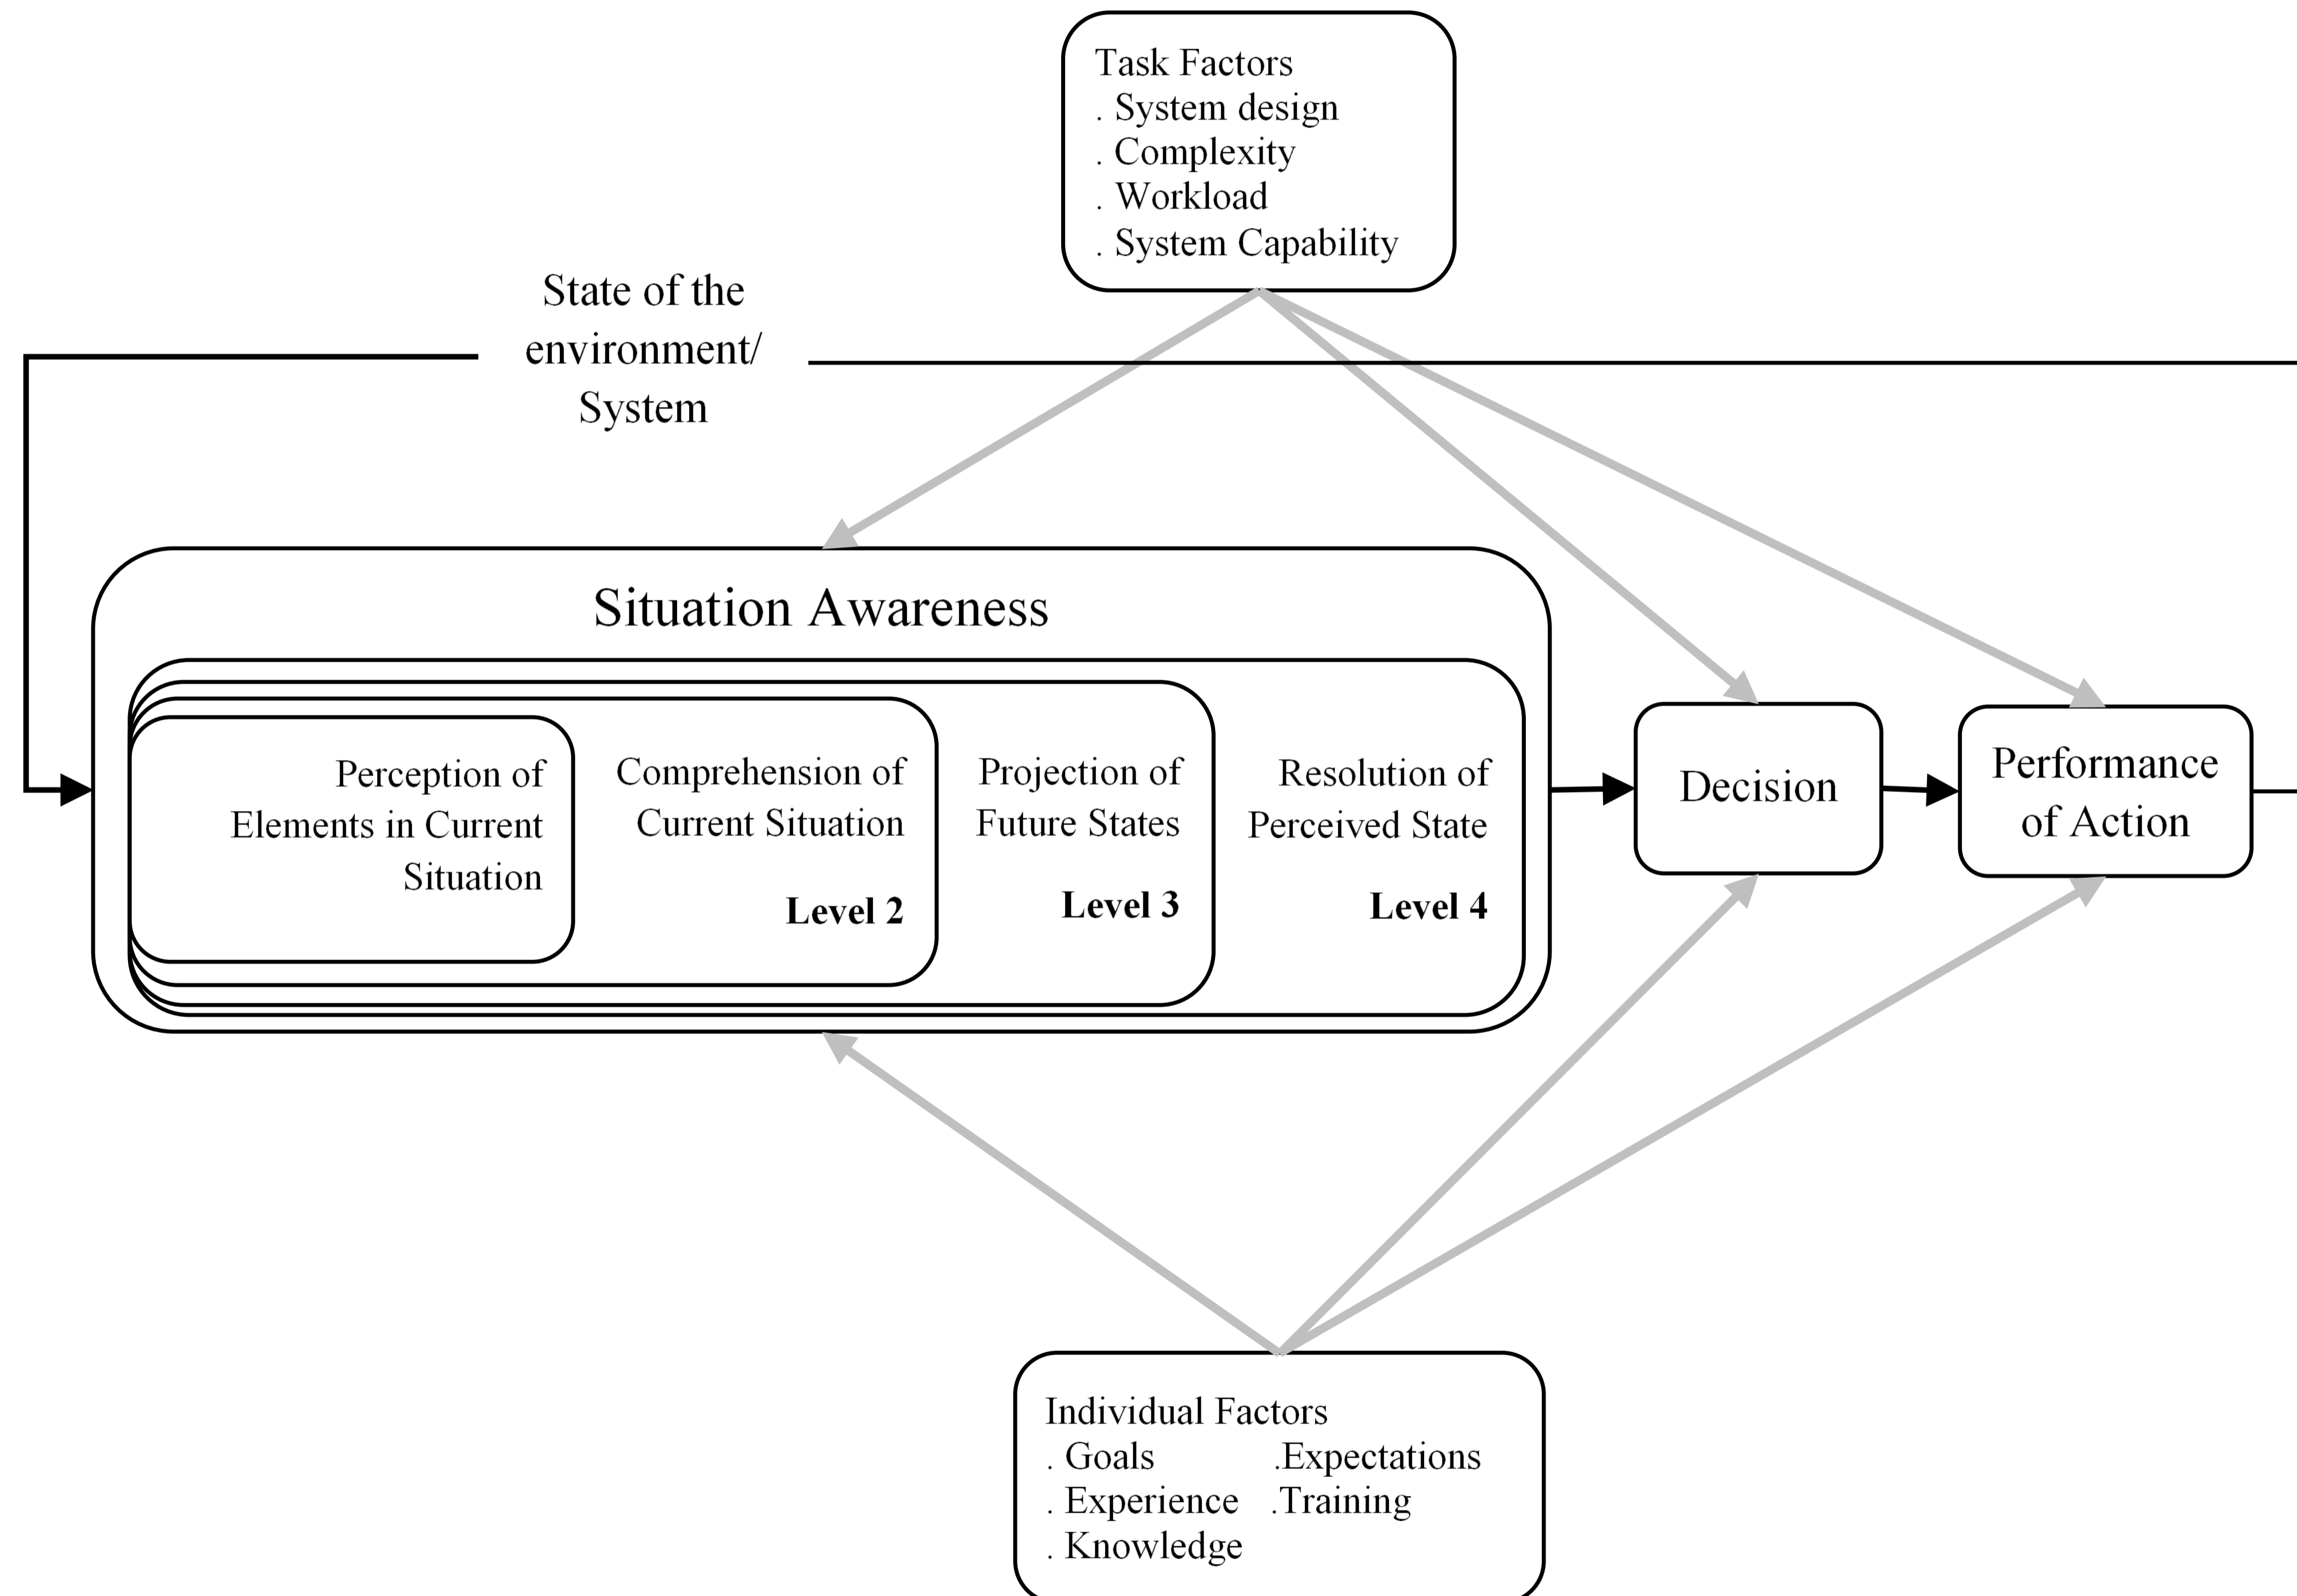 Task Factors
. System design
. Complexity
. Workload
. System Capability
State of the
environment/
System
Situation Awareness
Perception of
Elements in Current
Situation
Comprehension of
Current Situation
Level 2
Projection of
Future States
Level 3
Resolution of
Perceived State
Level 4
Decision
Performance
of Action
Individual Factors
. Goals .Expectations
. Experience .Training
. Knowledge